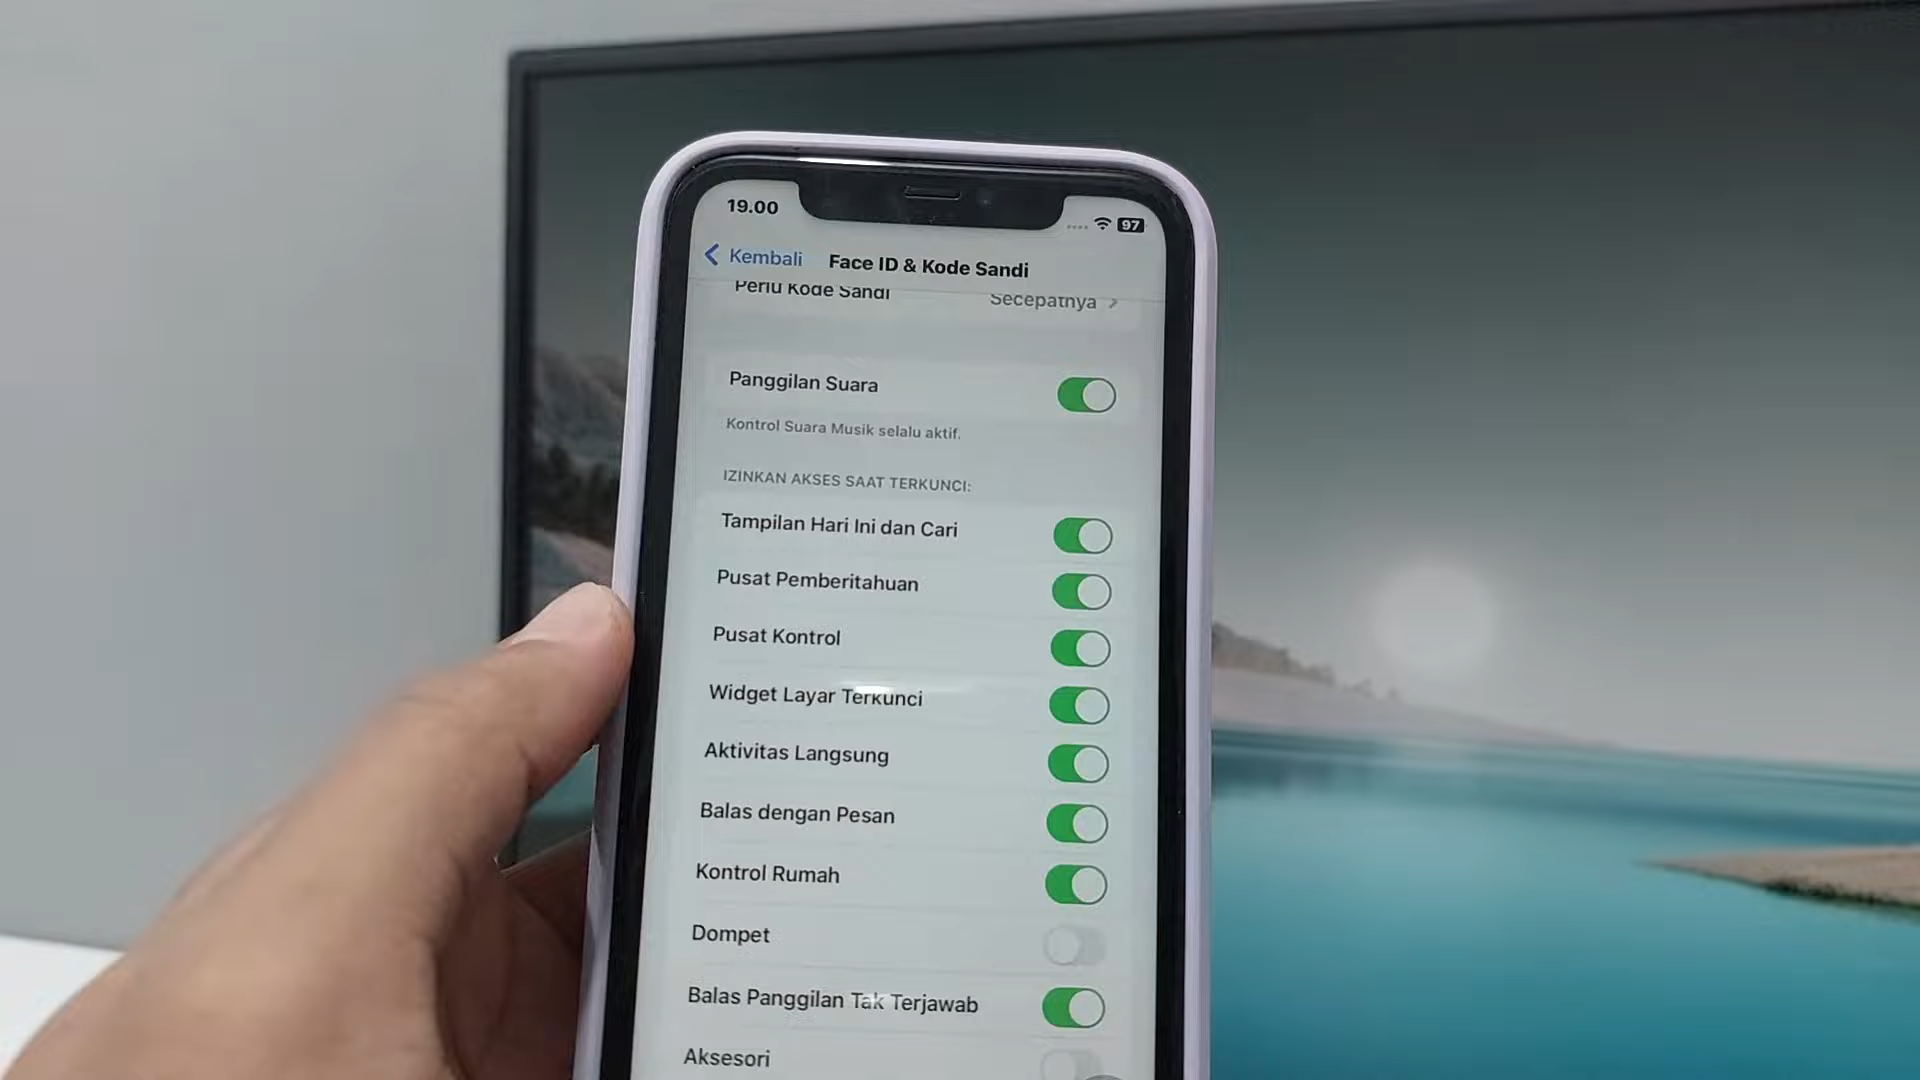 19.00
97
Kembali
Face ID & Kode Sandi
Perlu Kode Sandi
Secepatnya
Panggilan Suara
Kontrol Suara Musik selalu aktif.
IZINKAN AKSES SAAT TERKUNCI:
Tampilan Hari Ini dan Cari
Pusat Pemberitahuan
Pusat Kontrol
Widget Layar Terkunci
Aktivitas Langsung
Balas dengan Pesan
Kontrol Rumah
Dompet
Balas Panggilan Tak Terjawab
Aksesori